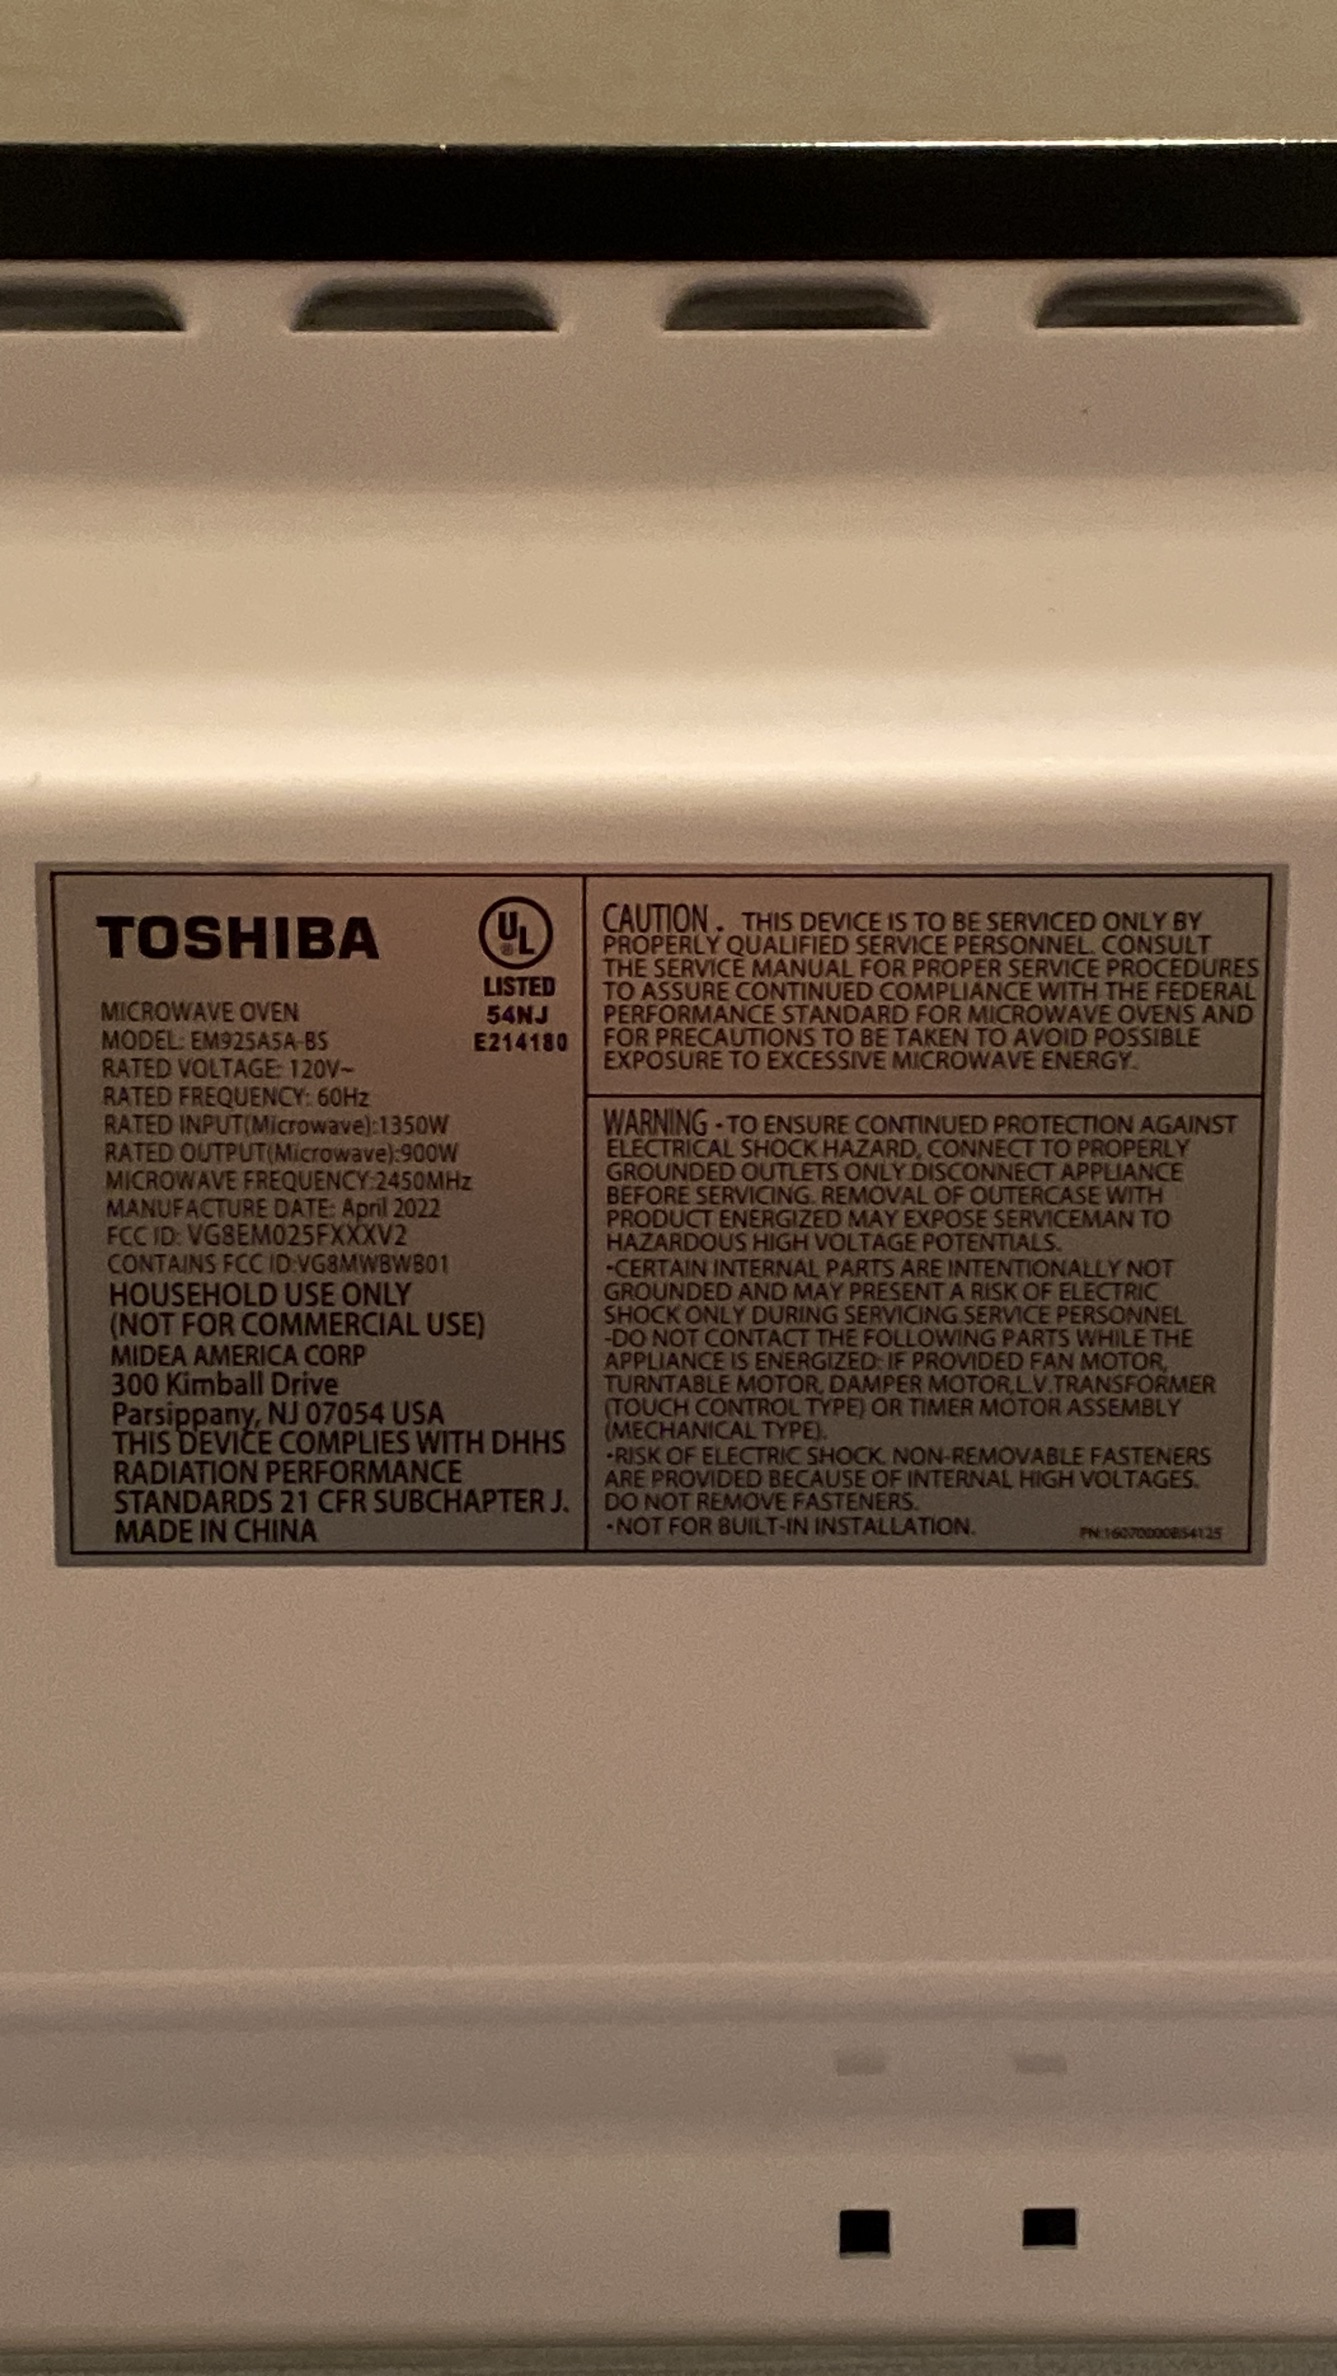 TOSHIBA
UL
LISTED
54NJ
E214180
MICROWAVE OVEN
MODEL: EM925A5A-BS
RATED VOLTAGE: 120V~
RATED FREQUENCY: 60Hz
RATED INPUT(Microwave):1350W
RATED OUTPUT(Microwave):900W
MICROWAVE FREQUENCY:2450MHz
MANUFACTURE DATE: April 2022
FCC ID: VG8EM025FXXXV2
CONTAINS FCC ID:VG8MWBWB01
HOUSEHOLD USE ONLY
(NOT FOR COMMERCIAL USE)
MIDEA AMERICA CORP
300 Kimball Drive
Parsippany, NJ 07054 USA
THIS DEVICE COMPLIES WITH DHHS
RADIATION PERFORMANCE
STANDARDS 21 CFR SUBCHAPTER J.
MADE IN CHINA
CAUTION . THIS DEVICE IS TO BE SERVICED ONLY BY
PROPERLY QUALIFIED SERVICE PERSONNEL. CONSULT
THE SERVICE MANUAL FOR PROPER SERVICE PROCEDURES
TO ASSURE CONTINUED COMPLIANCE WITH THE FEDERAL
PERFORMANCE STANDARD FOR MICROWAVE OVENS AND
FOR PRECAUTIONS TO BE TAKEN TO AVOID POSSIBLE
EXPOSURE TO EXCESSIVE MICROWAVE ENERGY.
WARNING - TO ENSURE CONTINUED PROTECTION AGAINST
ELECTRICAL SHOCK HAZARD, CONNECT TO PROPERLY
GROUNDED OUTLETS ONLY.DISCONNECT APPLIANCE
BEFORE SERVICING. REMOVAL OF OUTERCASE WITH
PRODUCT ENERGIZED MAY EXPOSE SERVICEMAN TO
HAZARDOUS HIGH VOLTAGE POTENTIALS.
-CERTAIN INTERNAL PARTS ARE INTENTIONALLY NOT
GROUNDED AND MAY PRESENT A RISK OF ELECTRIC
SHOCK ONLY DURING SERVICING.SERVICE PERSONNEL
-DO NOT CONTACT THE FOLLOWING PARTS WHILE THE
APPLIANCE IS ENERGIZED: IF PROVIDED FAN MOTOR,
TURNTABLE MOTOR, DAMPER MOTOR,L.V.TRANSFORMER
(TOUCH CONTROL TYPE) OR TIMER MOTOR ASSEMBLY
(MECHANICAL TYPE).
-RISK OF ELECTRIC SHOCK. NON-REMOVABLE FASTENERS
ARE PROVIDED BECAUSE OF INTERNAL HIGH VOLTAGES.
DO NOT REMOVE FASTENERS.
-NOT FOR BUILT-IN INSTALLATION.